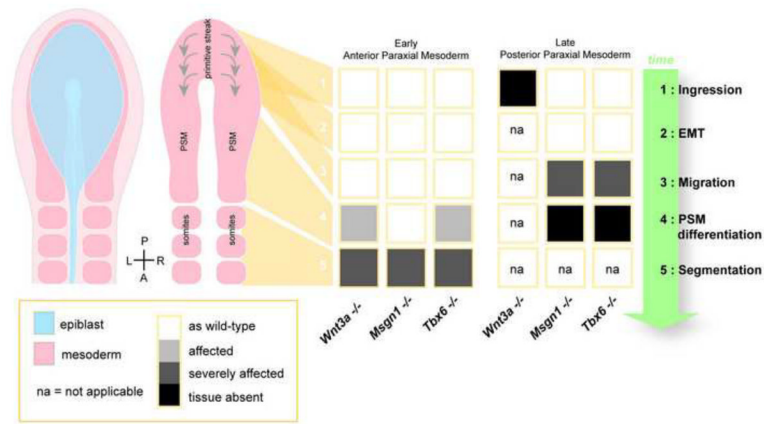 primitive streak
PSM
PSM
somites
somites
P
L
R
A
Early
Anterior Paraxial Mesoderm
Late
Posterior Paraxial Mesoderm
time
1
2
3
4
5
na
na
na
na
na
na
1 : Ingression
2 : EMT
3 : Migration
4 : PSM
differentiation
5 : Segmentation
Wnt3a -/-
Msgn1 -/-
Tbx6 -/-
Wnt3a -/-
Msgn1 -/-
Tbx6 -/-
epiblast
mesoderm
na = not applicable
as wild-type
affected
severely affected
tissue absent